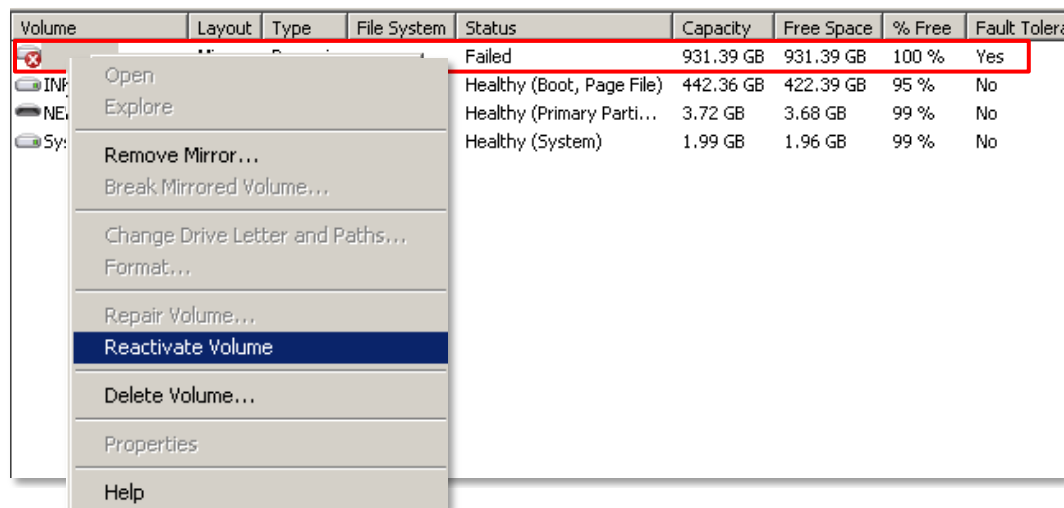 Volume Layout Type File System Status Capacity Free Space % Free Fault Tolera
Failed 931.39 GB 931.39 GB 100 % Yes
Open
INF Healthy (Boot, Page File) 442.36 GB 422.39 GB 95 % No
Explore
NE Healthy (Primary Parti... 3.72 GB 3.68 GB 99 % No
Sys Healthy (System) 1.99 GB 1.96 GB 99 % No
Remove Mirror...
Break Mirrored Volume...
Change Drive Letter and Paths...
Format...
Repair Volume...
Reactivate Volume
Delete Volume...
Properties
Help